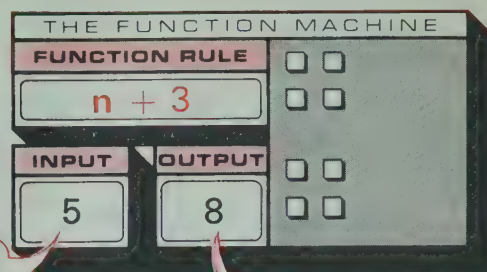 THE FUNCTION MACHINE
FUNCTION RULE
n + 3
INPUT OUTPUT
5 8